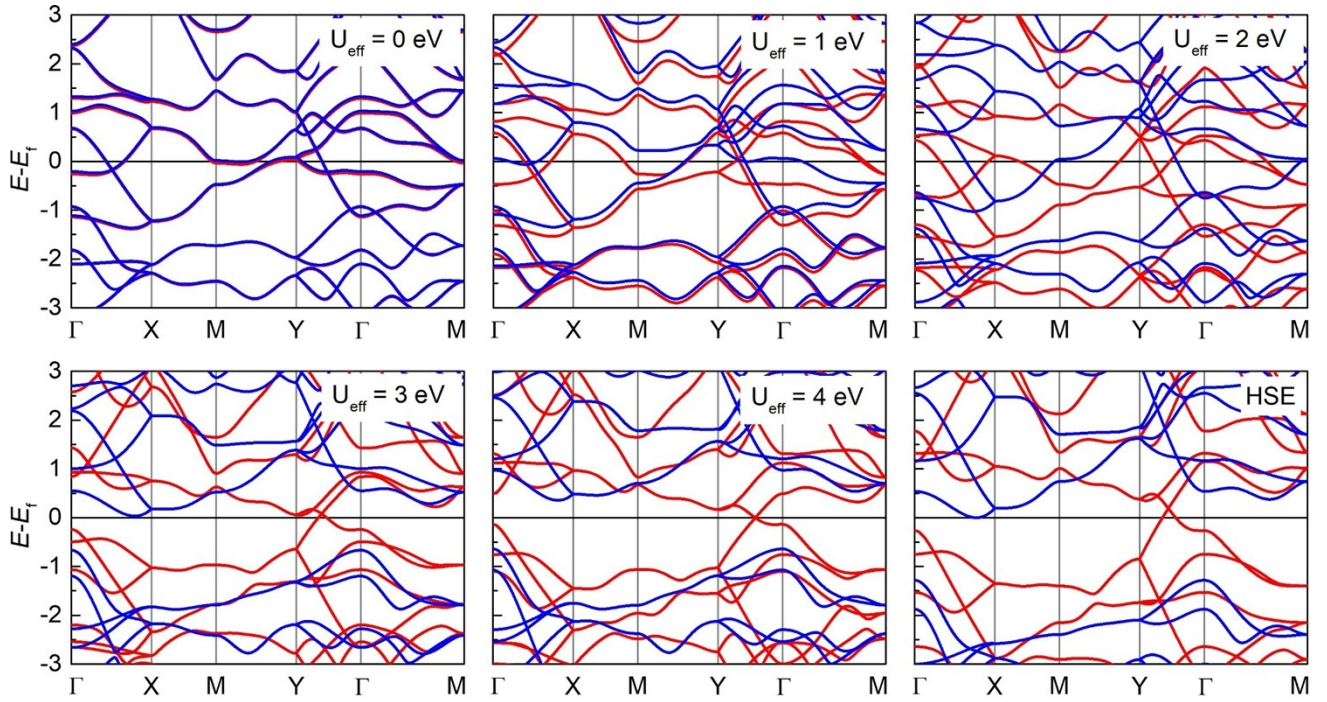 U_eff = 0 eV
U_eff = 1 eV
U_eff = 2 eV
E-E_f
3
2
1
0
-1
-2
-3
Γ X M Y Γ M
Γ X M Y Γ M
Γ X M Y Γ M
U_eff = 3 eV
U_eff = 4 eV
HSE
E-E_f
3
2
1
0
-1
-2
-3
Γ X M Y Γ M
Γ X M Y Γ M
Γ X M Y Γ M